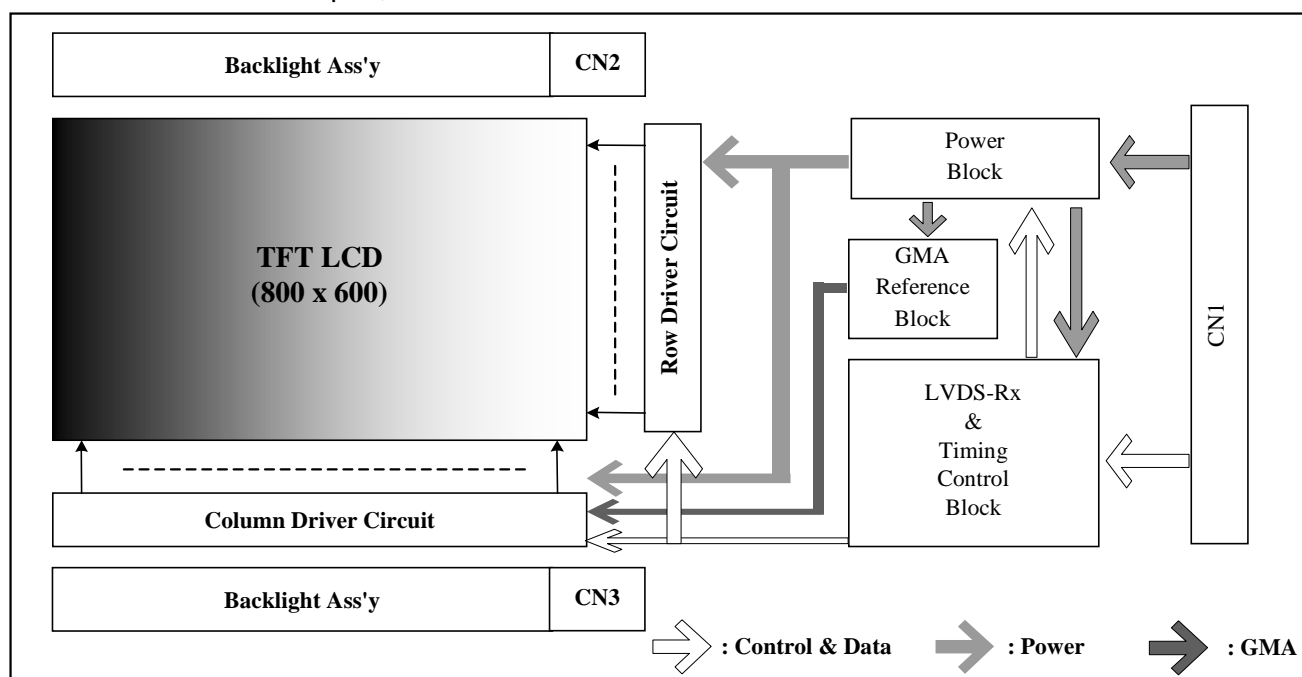 Backlight Ass'y
CN2
TFT LCD
(800 x 600)
Row Driver Circuit
Power
Block
GMA
Reference
Block
LVDS-Rx
&
Timing
Control
Block
CN1
Column Driver Circuit
Backlight Ass'y
CN3
: Control & Data
: Power
: GMA